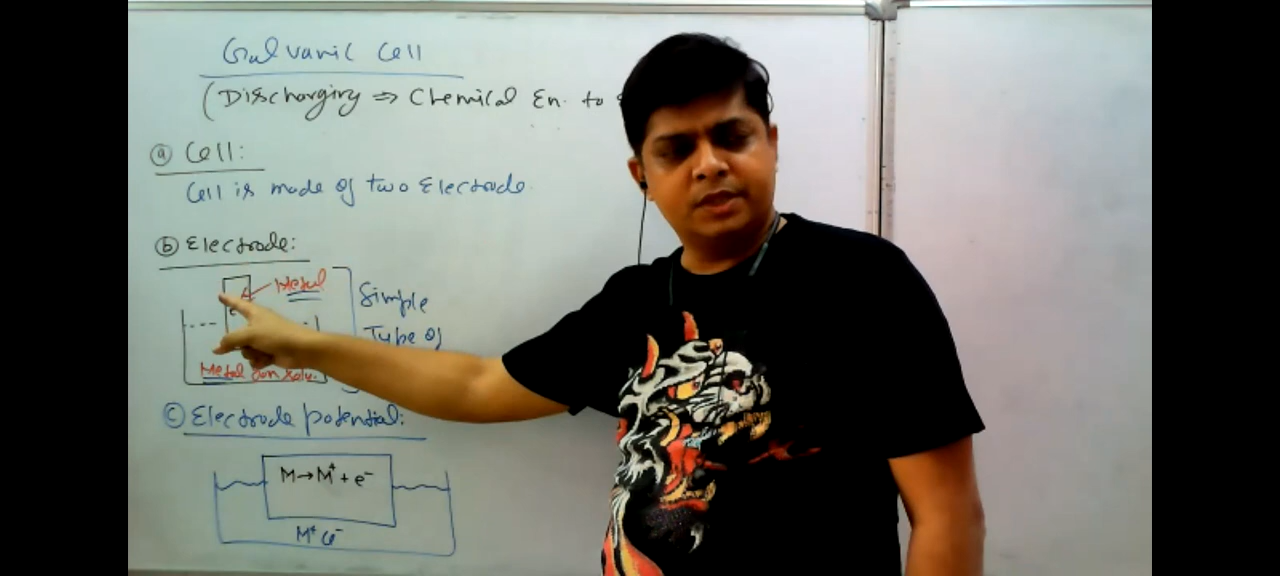 Galvanic Cell
(Discharging ⇒ Chemical En. to
ⓐ Cell:
Cell is made of two Electrode.
ⓑ Electrode:
Metal
Simple
Type of
Metal Ion soln.
ⓒ Electrode potential:
M→M⁺ + e⁻
M⁺ Cl⁻